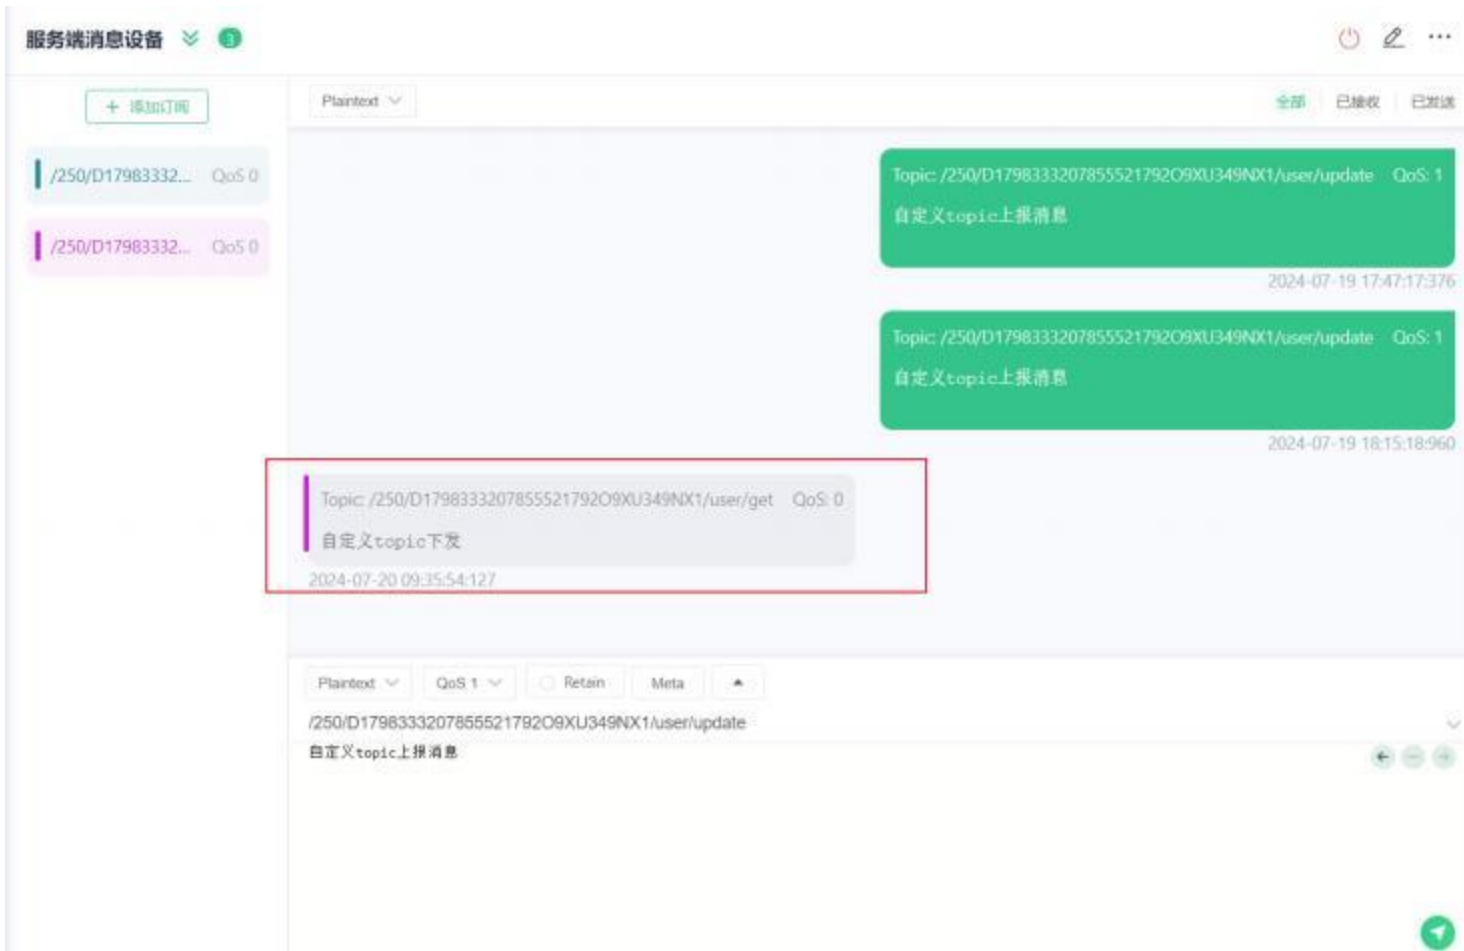 服务端消息设备 3
+ 添加订阅
/250/D17983332... QoS 0
/250/D17983332... QoS 0
Plaintext
全部 已接收 已发送
Topic: /250/D1798333207855521792O9XU349NX1/user/update QoS: 1
自定义topic上报消息
2024-07-19 17:47:17:376
Topic: /250/D1798333207855521792O9XU349NX1/user/update QoS: 1
自定义topic上报消息
2024-07-19 18:15:18:960
Topic: /250/D1798333207855521792O9XU349NX1/user/get QoS: 0
自定义topic下发
2024-07-20 09:35:54:127
Plaintext QoS 1 Retain Meta
/250/D1798333207855521792O9XU349NX1/user/update
自定义topic上报消息